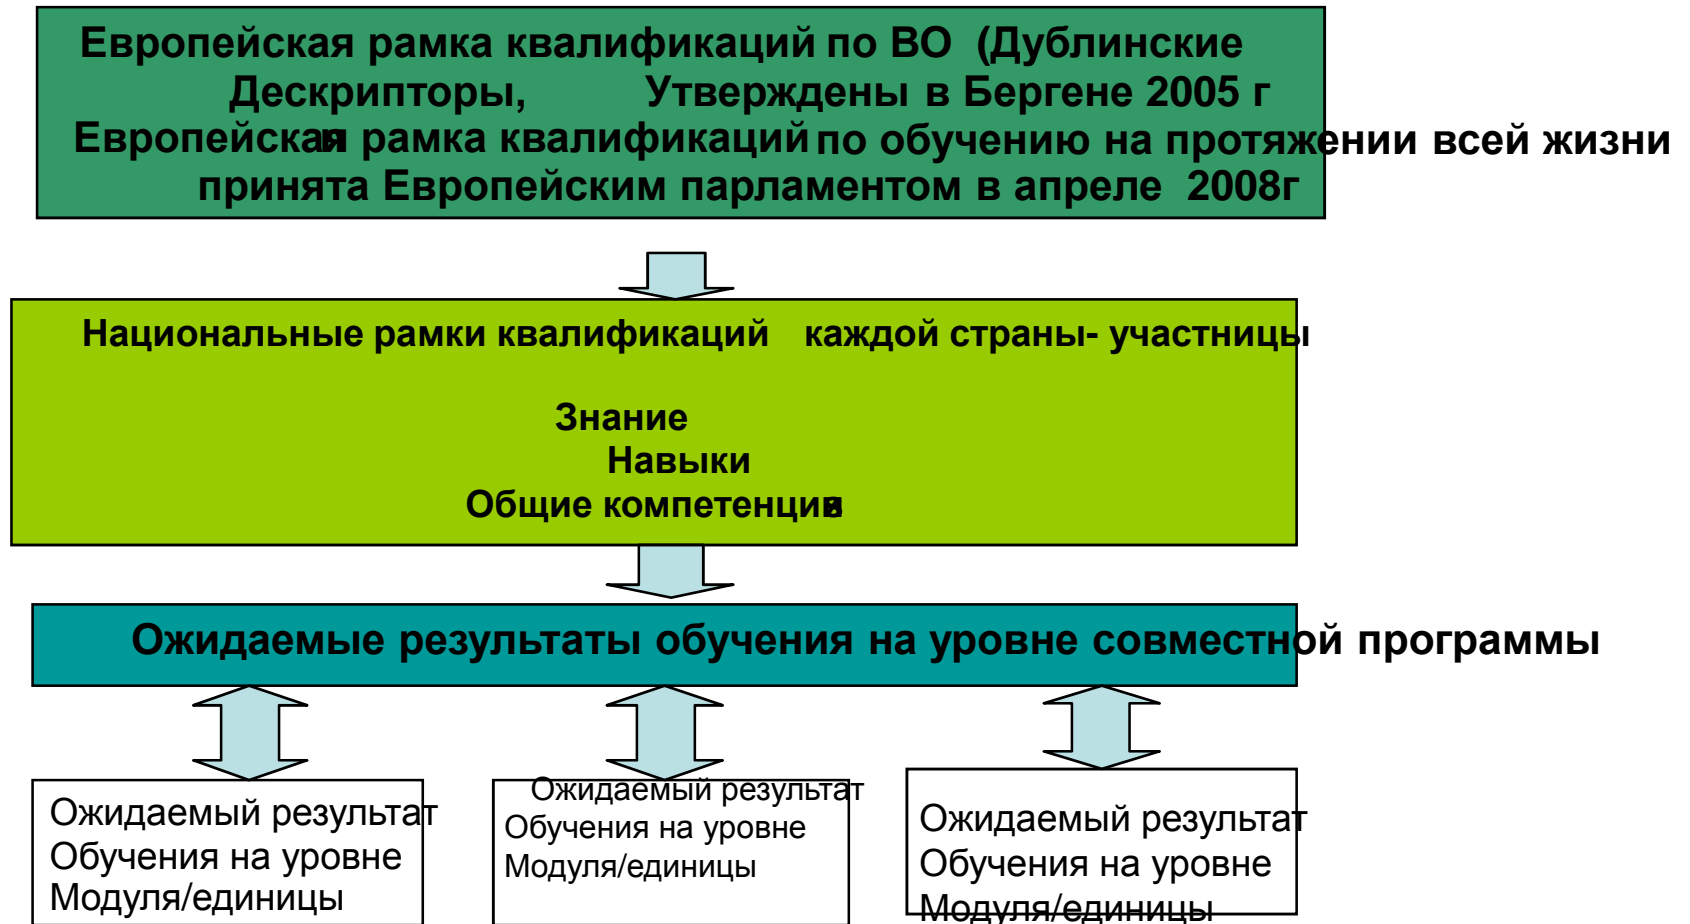 Европейская рамка квалификаций по ВО (Дублинские
Дескрипторы, Утверждены в Бергене 2005 г
Европейская рамка квалификаций по обучению на протяжении всей жизни
принята Европейским парламентом в апреле 2008г
Национальные рамки квалификаций каждой страны- участницы
Знание
Навыки
Общие компетенции
Ожидаемые результаты обучения на уровне совместной программы
Ожидаемый результат
Обучения на уровне
Модуля/единицы
Ожидаемый результат
Обучения на уровне
Модуля/единицы
Ожидаемый результат
Обучения на уровне
Модуля/единицы